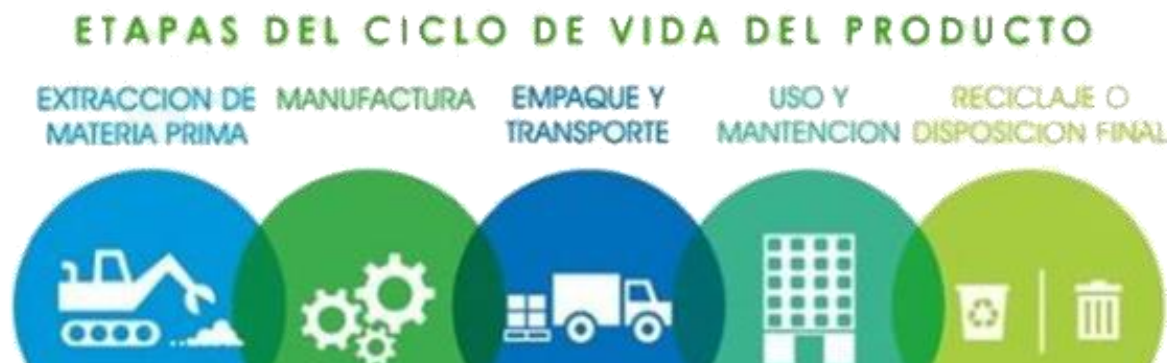 ETAPAS DEL CICLO DE VIDA DEL PRODUCTO
EXTRACCION DE
MATERIA PRIMA
MANUFACTURA
EMPAQUE Y
TRANSPORTE
USO Y
MANTENCION
RECICLAJE O
DISPOSICION FINAL